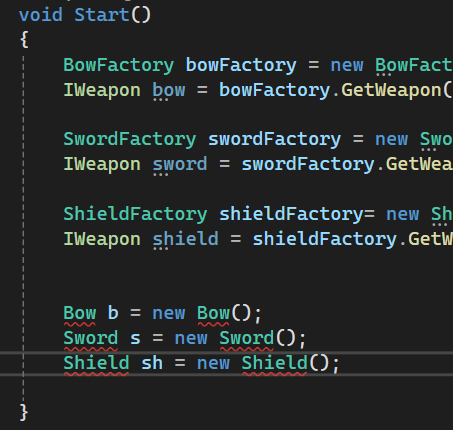 void Start()
{
BowFactory bowFactory = new BowFact
IWeapon bow = bowFactory.GetWeapon(
SwordFactory swordFactory = new Swo
IWeapon sword = swordFactory.GetWea
ShieldFactory shieldFactory= new Sh
IWeapon shield = shieldFactory.GetW
Bow b = new Bow();
Sword s = new Sword();
Shield sh = new Shield();
}